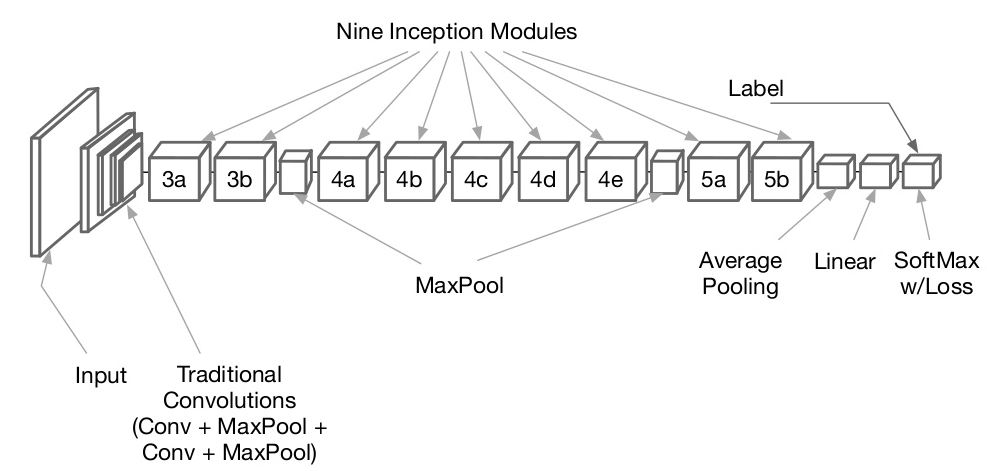 Nine Inception Modules
Label
3a
3b
4a
4b
4c
4d
4e
5a
5b
MaxPool
Average
Pooling
Linear
SoftMax
w/Loss
Input
Traditional
Convolutions
(Conv + MaxPool +
Conv + MaxPool)